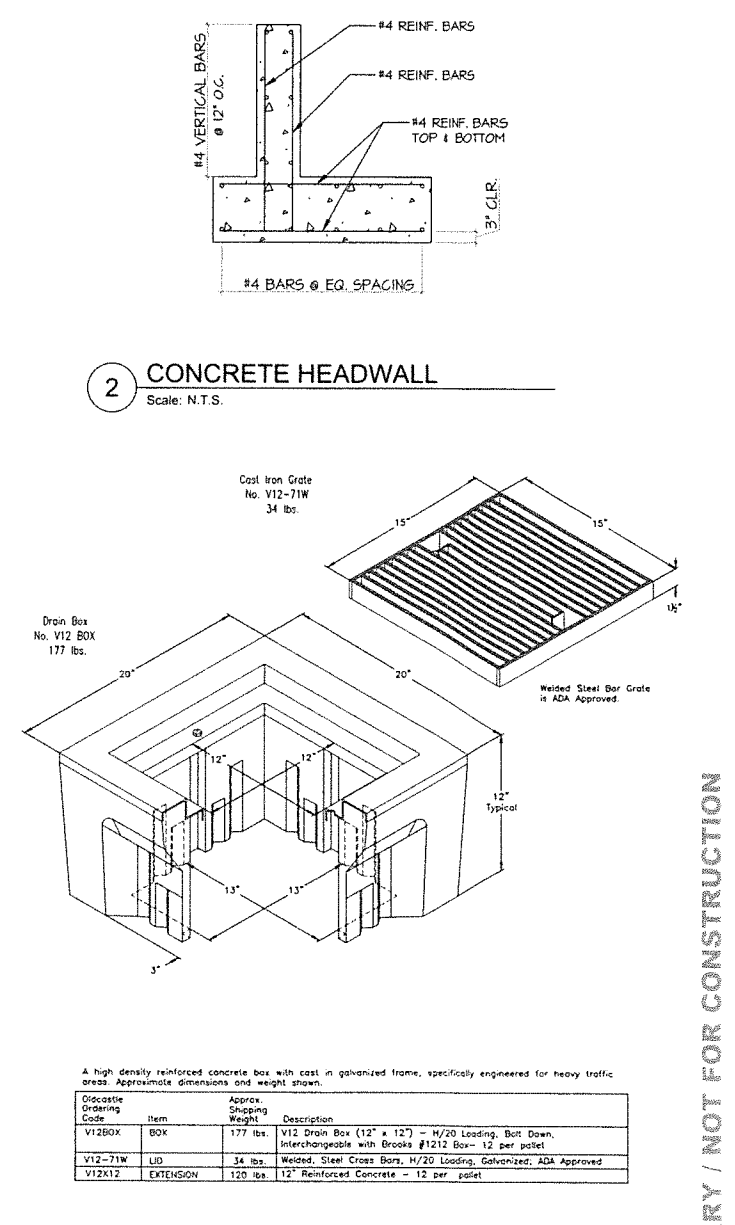 #4 REINF. BARS
#4 REINF. BARS
#4 REINF. BARS
TOP & BOTTOM
#4 VERTICAL BARS
@ 12" O.C.
3" CLR.
#4 BARS @ EQ. SPACING
2
CONCRETE HEADWALL
Scale: N.T.S.
Cast Iron Grate
No. V12-71W
34 lbs.
15"
15"
1½"
Welded Steel Bar Grate
is ADA Approved.
Drain Box
No. V12 BOX
177 lbs.
20"
20"
12"
12"
12"
Typical
13"
13"
3"
A high density reinforced concrete box with cast in galvanized frame, specifically engineered for heavy traffic
areas. Approximate dimensions and weight shown.
Oldcastle
Ordering
Code
Item
Approx.
Shipping
Weight
Description
V12BOX BOX 177 lbs. V12 Drain Box (12" x 12") - H/20 Loading, Bolt Down,
Interchangeable with Brooks #1212 Box- 12 per pallet
V12-71W LID 34 lbs. Welded, Steel Cross Bars, H/20 Loading, Galvanized; ADA Approved
V12X12 EXTENSION 120 lbs. 12" Reinforced Concrete - 12 per pallet
RY / NOT FOR CONSTRUCTION